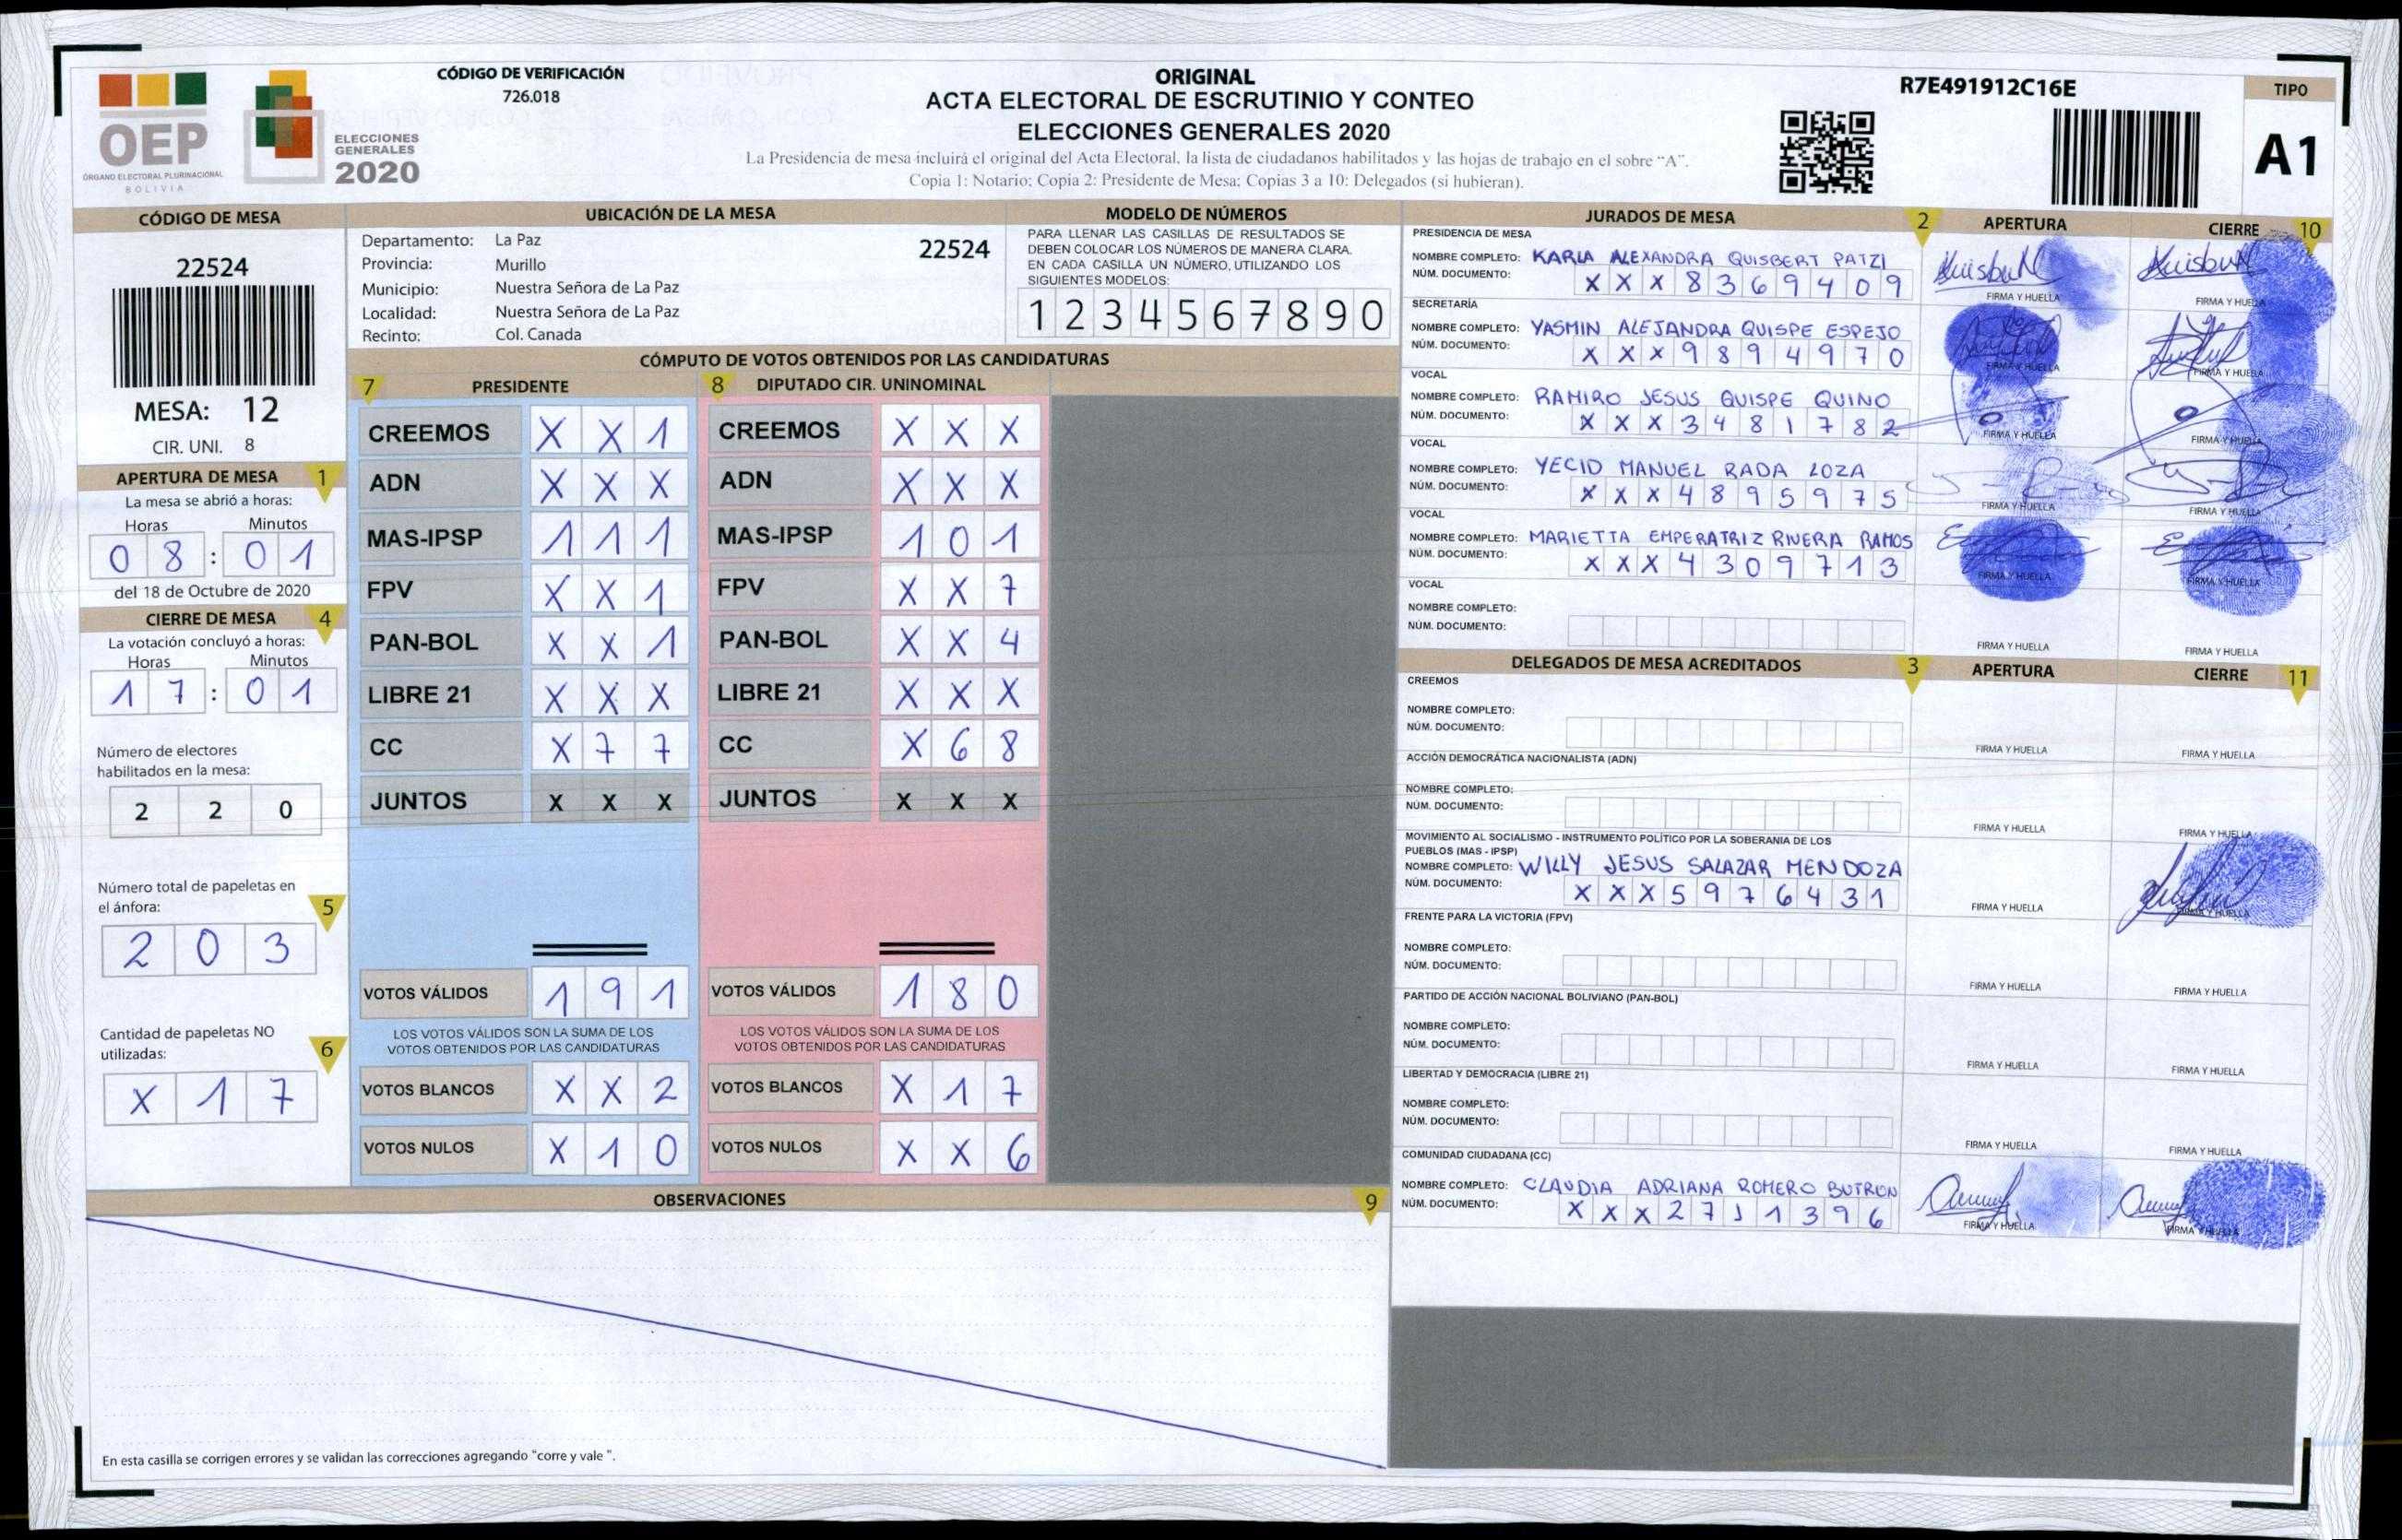 OEP
ÓRGANO ELECTORAL PLURINACIONAL
BOLIVIA
ELECCIONES
GENERALES
2020
CÓDIGO DE VERIFICACIÓN
726.018
ORIGINAL
ACTA ELECTORAL DE ESCRUTINIO Y CONTEO
ELECCIONES GENERALES 2020
La Presidencia de mesa incluirá el original del Acta Electoral, la lista de ciudadanos habilitados y las hojas de trabajo en el sobre “A”.
Copia 1: Notario; Copia 2: Presidente de Mesa; Copias 3 a 10: Delegados (si hubieran).
R7E491912C16E
TIPO
A1
CÓDIGO DE MESA
22524
MESA: 12
CIR. UNI. 8
APERTURA DE MESA 1
La mesa se abrió a horas:
Horas Minutos
08:01
del 18 de Octubre de 2020
CIERRE DE MESA 4
La votación concluyó a horas:
Horas Minutos
17:01
Número de electores
habilitados en la mesa:
2 2 0
Número total de papeletas en
el ánfora:
5
2 0 3
Cantidad de papeletas NO
utilizadas:
6
X 1 7
UBICACIÓN DE LA MESA
Departamento: La Paz
22524
Provincia: Murillo
Municipio: Nuestra Señora de La Paz
Localidad: Nuestra Señora de La Paz
Recinto: Col. Canada
MODELO DE NÚMEROS
PARA LLENAR LAS CASILLAS DE RESULTADOS SE
DEBEN COLOCAR LOS NÚMEROS DE MANERA CLARA.
EN CADA CASILLA UN NÚMERO, UTILIZANDO LOS
SIGUIENTES MODELOS:
1 2 3 4 5 6 7 8 9 0
CÓMPUTO DE VOTOS OBTENIDOS POR LAS CANDIDATURAS
7 PRESIDENTE
CREEMOS X X 1
ADN X X X
MAS-IPSP 1 1 1
FPV X X 1
PAN-BOL X X 1
LIBRE 21 X X X
CC X 7 7
JUNTOS X X X
VOTOS VÁLIDOS 1 9 1
LOS VOTOS VÁLIDOS SON LA SUMA DE LOS
VOTOS OBTENIDOS POR LAS CANDIDATURAS
VOTOS BLANCOS X X 2
VOTOS NULOS X 1 0
8 DIPUTADO CIR. UNINOMINAL
CREEMOS X X X
ADN X X X
MAS-IPSP 1 0 1
FPV X X 7
PAN-BOL X X 4
LIBRE 21 X X X
CC X 6 8
JUNTOS X X X
VOTOS VÁLIDOS 1 8 0
LOS VOTOS VÁLIDOS SON LA SUMA DE LOS
VOTOS OBTENIDOS POR LAS CANDIDATURAS
VOTOS BLANCOS X 1 7
VOTOS NULOS X X 6
OBSERVACIONES 9
En esta casilla se corrigen errores y se validan las correcciones agregando "corre y vale ".
JURADOS DE MESA 2 APERTURA CIERRE 10
PRESIDENCIA DE MESA
NOMBRE COMPLETO: KARLA ALEXANDRA QUISBERT PATZI
NÚM. DOCUMENTO: X X X 8 3 6 9 4 0 9
FIRMA Y HUELLA FIRMA Y HUELLA
SECRETARÍA
NOMBRE COMPLETO: YASMIN ALEJANDRA QUISPE ESPEJO
NÚM. DOCUMENTO: X X X 9 8 9 4 9 7 0
FIRMA Y HUELLA FIRMA Y HUELLA
VOCAL
NOMBRE COMPLETO: RAMIRO JESUS QUISPE QUINO
NÚM. DOCUMENTO: X X X 3 4 8 1 7 8 2
FIRMA Y HUELLA FIRMA Y HUELLA
VOCAL
NOMBRE COMPLETO: YECID MANUEL RADA LOZA
NÚM. DOCUMENTO: X X X 4 8 9 5 9 7 5
FIRMA Y HUELLA FIRMA Y HUELLA
VOCAL
NOMBRE COMPLETO: MARIETTA EMPERATRIZ RIVERA RAMOS
NÚM. DOCUMENTO: X X X 4 3 0 9 7 1 3
FIRMA Y HUELLA FIRMA Y HUELLA
VOCAL
NOMBRE COMPLETO:
NÚM. DOCUMENTO:
FIRMA Y HUELLA FIRMA Y HUELLA
DELEGADOS DE MESA ACREDITADOS 3 APERTURA CIERRE 11
CREEMOS
NOMBRE COMPLETO:
NÚM. DOCUMENTO:
FIRMA Y HUELLA FIRMA Y HUELLA
ACCIÓN DEMOCRÁTICA NACIONALISTA (ADN)
NOMBRE COMPLETO:
NÚM. DOCUMENTO:
FIRMA Y HUELLA FIRMA Y HUELLA
MOVIMIENTO AL SOCIALISMO - INSTRUMENTO POLÍTICO POR LA SOBERANIA DE LOS
PUEBLOS (MAS - IPSP)
NOMBRE COMPLETO: WILLY JESUS SALAZAR MENDOZA
NÚM. DOCUMENTO: X X X 5 9 7 6 4 3 1
FIRMA Y HUELLA FIRMA Y HUELLA
FRENTE PARA LA VICTORIA (FPV)
NOMBRE COMPLETO:
NÚM. DOCUMENTO:
FIRMA Y HUELLA FIRMA Y HUELLA
PARTIDO DE ACCIÓN NACIONAL BOLIVIANO (PAN-BOL)
NOMBRE COMPLETO:
NÚM. DOCUMENTO:
FIRMA Y HUELLA FIRMA Y HUELLA
LIBERTAD Y DEMOCRACIA (LIBRE 21)
NOMBRE COMPLETO:
NÚM. DOCUMENTO:
FIRMA Y HUELLA FIRMA Y HUELLA
COMUNIDAD CIUDADANA (CC)
NOMBRE COMPLETO: CLAUDIA ADRIANA ROMERO BUTRON
NÚM. DOCUMENTO: X X X 2 7 1 1 3 9 6
FIRMA Y HUELLA FIRMA Y HUELLA